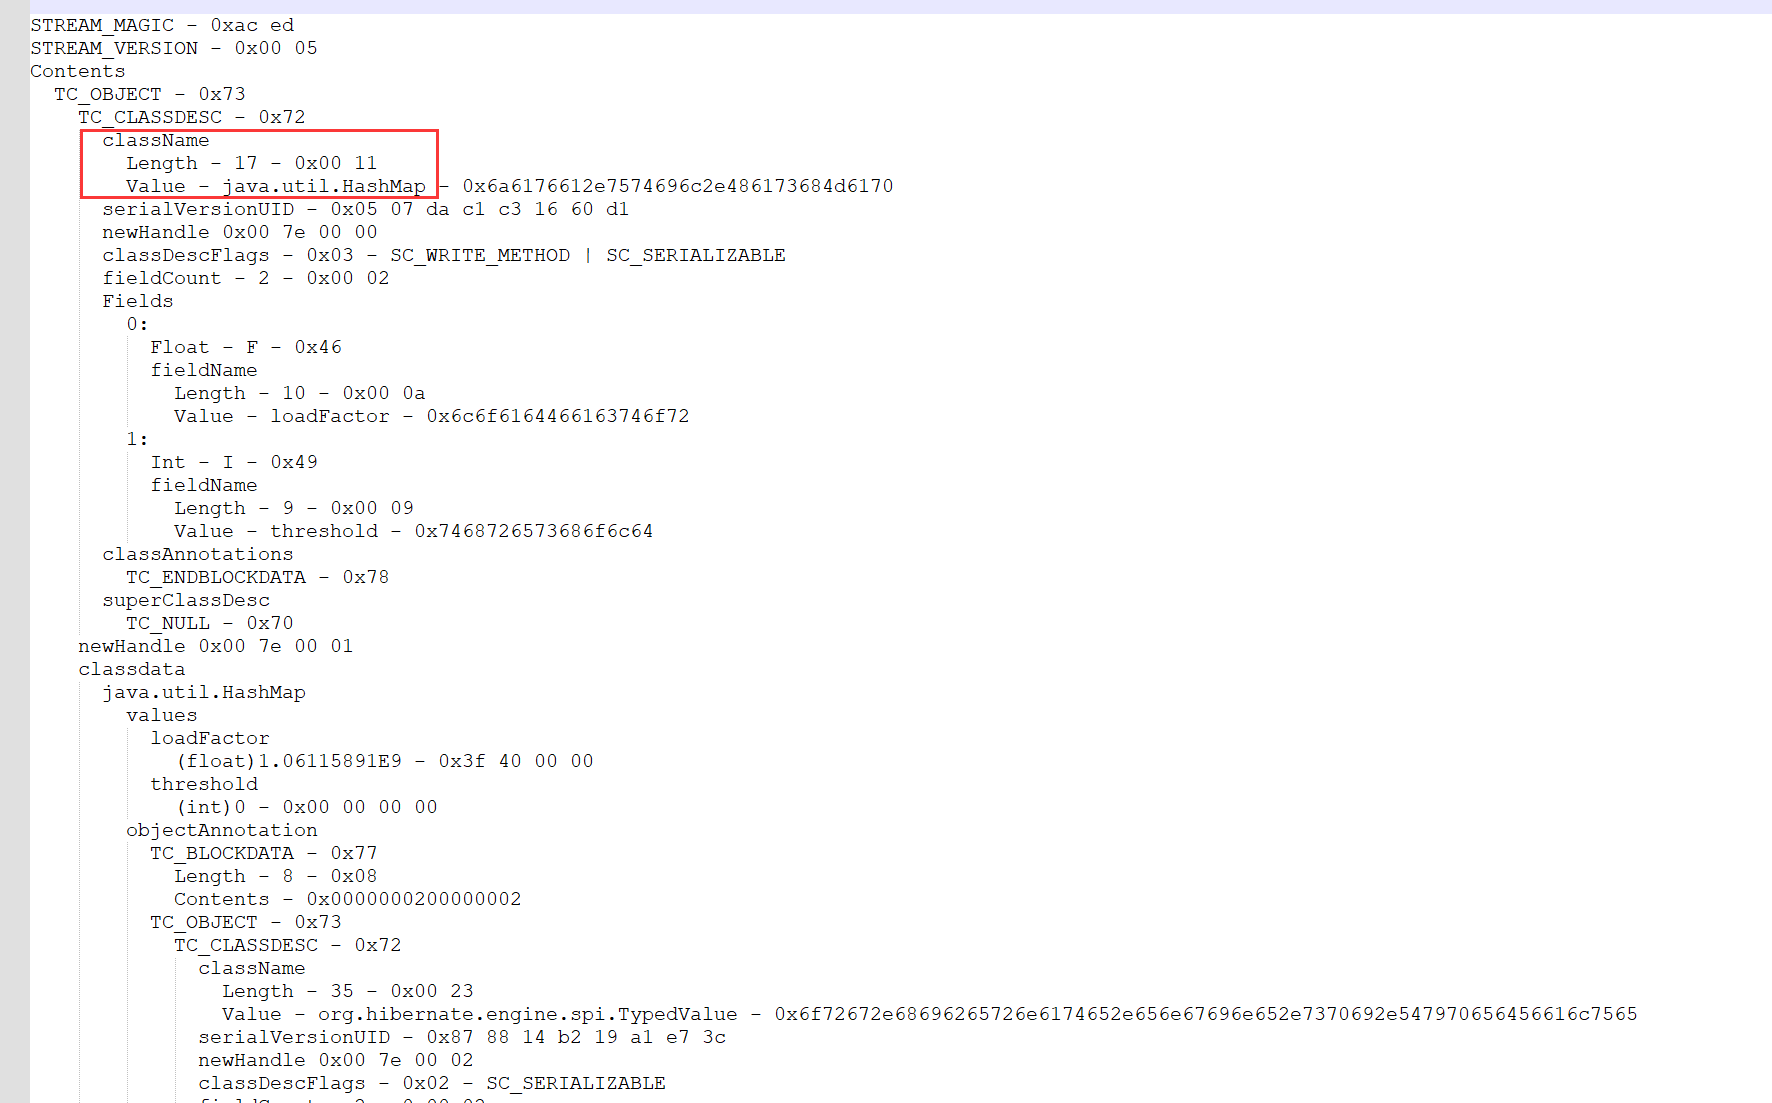 STREAM_MAGIC - 0xac ed
STREAM_VERSION - 0x00 05
Contents
TC_OBJECT - 0x73
TC_CLASSDESC - 0x72
className
Length - 17 - 0x00 11
Value - java.util.HashMap - 0x6a6176612e7574696c2e486173684d6170
serialVersionUID - 0x05 07 da c1 c3 16 60 d1
newHandle 0x00 7e 00 00
classDescFlags - 0x03 - SC_WRITE_METHOD | SC_SERIALIZABLE
fieldCount - 2 - 0x00 02
Fields
0:
Float - F - 0x46
fieldName
Length - 10 - 0x00 0a
Value - loadFactor - 0x6c6f6164466163746f72
1:
Int - I - 0x49
fieldName
Length - 9 - 0x00 09
Value - threshold - 0x7468726573686f6c64
classAnnotations
TC_ENDBLOCKDATA - 0x78
superClassDesc
TC_NULL - 0x70
newHandle 0x00 7e 00 01
classdata
java.util.HashMap
values
loadFactor
(float)1.06115891E9 - 0x3f 40 00 00
threshold
(int)0 - 0x00 00 00 00
objectAnnotation
TC_BLOCKDATA - 0x77
Length - 8 - 0x08
Contents - 0x0000000200000002
TC_OBJECT - 0x73
TC_CLASSDESC - 0x72
className
Length - 35 - 0x00 23
Value - org.hibernate.engine.spi.TypedValue - 0x6f72672e68696265726e6174652e656e67696e652e7370692e547970656456616c7565
serialVersionUID - 0x87 88 14 b2 19 a1 e7 3c
newHandle 0x00 7e 00 02
classDescFlags - 0x02 - SC_SERIALIZABLE